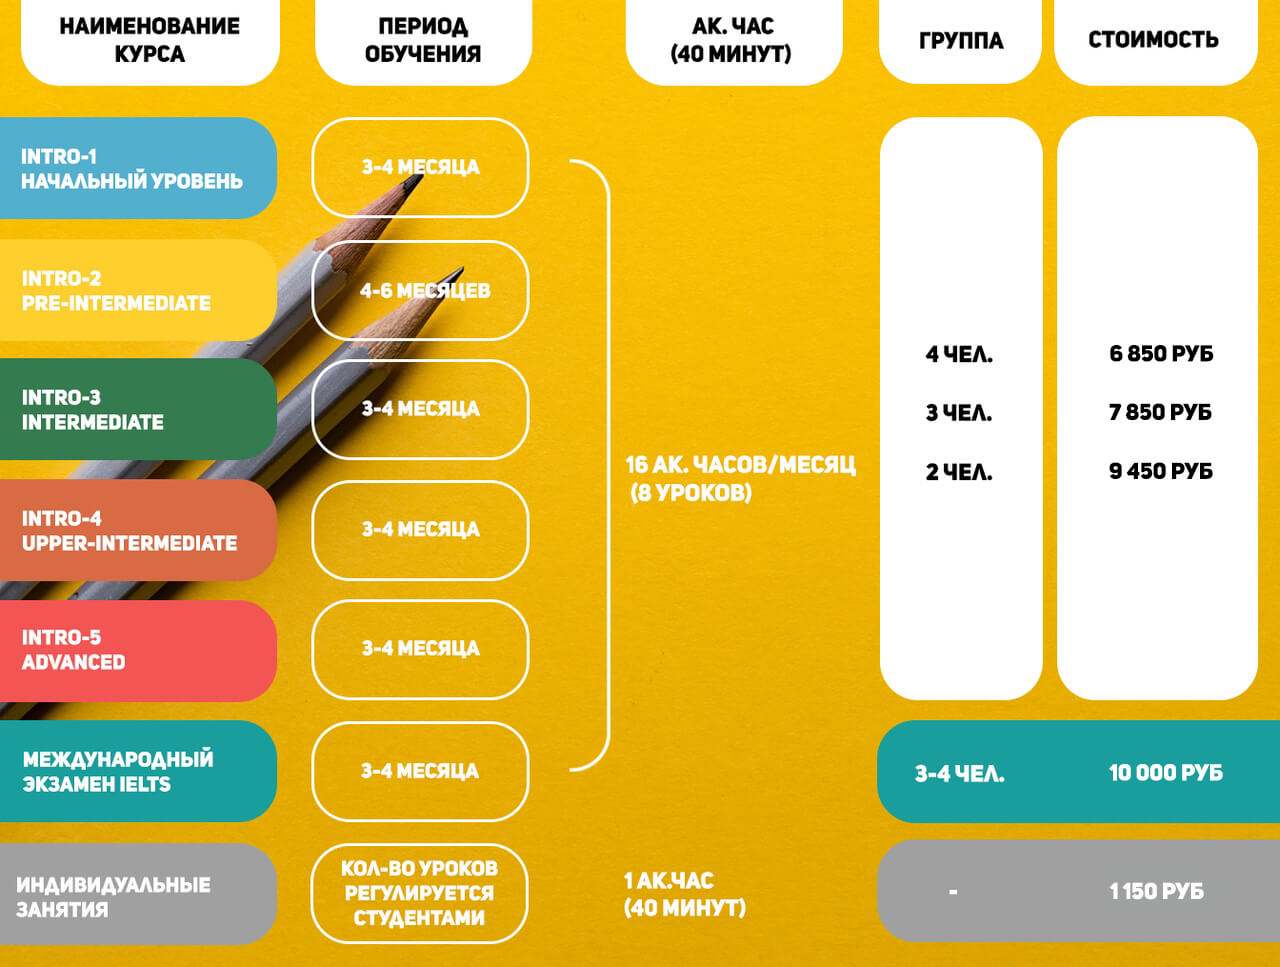 НАИМЕНОВАНИЕ
КУРСА
ПЕРИОД
ОБУЧЕНИЯ
АК. ЧАС
(40 МИНУТ)
ГРУППА
СТОИМОСТЬ
INTRO-1
НАЧАЛЬНЫЙ УРОВЕНЬ
3-4 МЕСЯЦА
INTRO-2
PRE-INTERMEDIATE
4-6 МЕСЯЦЕВ
INTRO-3
INTERMEDIATE
3-4 МЕСЯЦА
INTRO-4
UPPER-INTERMEDIATE
3-4 МЕСЯЦА
INTRO-5
ADVANCED
3-4 МЕСЯЦА
МЕЖДУНАРОДНЫЙ
ЭКЗАМЕН IELTS
3-4 МЕСЯЦА
16 АК. ЧАСОВ/МЕСЯЦ
(8 УРОКОВ)
4 ЧЕЛ.
6 850 РУБ
3 ЧЕЛ.
7 850 РУБ
2 ЧЕЛ.
9 450 РУБ
3-4 ЧЕЛ.
10 000 РУБ
ИНДИВИДУАЛЬНЫЕ
ЗАНЯТИЯ
КОЛ-ВО УРОКОВ
РЕГУЛИРУЕТСЯ
СТУДЕНТАМИ
1 АК.ЧАС
(40 МИНУТ)
-
1 150 РУБ